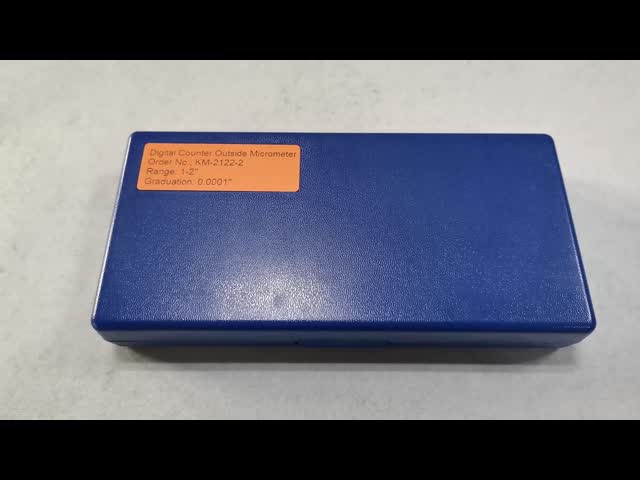 Digital Counter Outside Micrometer
Order No.: KM-2122-2
Range: 1-2"
Graduation: 0.0001"